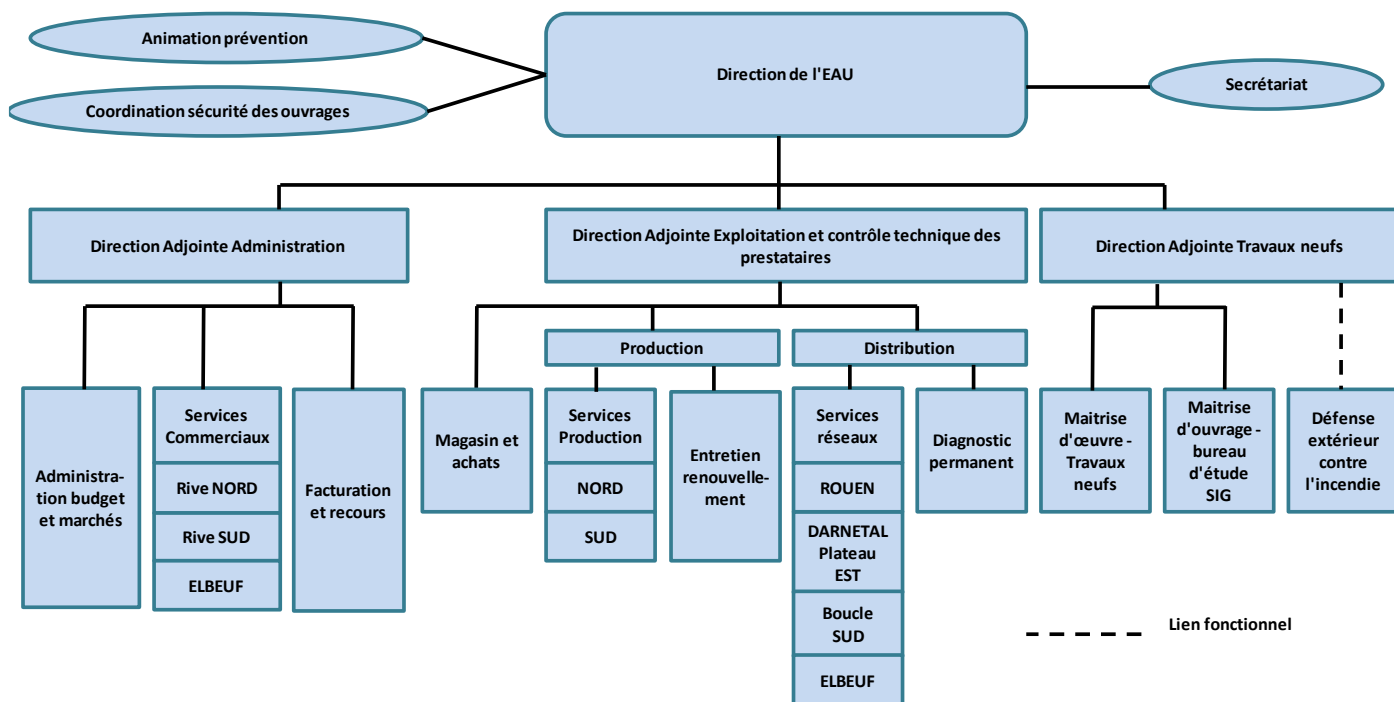 Animation prévention
Direction de l'EAU
Secrétariat
Coordination sécurité des ouvrages
Direction Adjointe Administration
Direction Adjointe Exploitation et contrôle technique des
prestataires
Direction Adjointe Travaux neufs
Production
Distribution
Administra-
tion budget
et marchés
Services
Commerciaux
Rive NORD
Rive SUD
ELBEUF
Facturation
et recours
Magasin et
achats
Services
Production
NORD
SUD
Entretien
renouvelle-
ment
Services
réseaux
ROUEN
DARNETAL
Plateau
EST
Boucle
SUD
ELBEUF
Diagnostic
permanent
Maitrise
d'œuvre -
Travaux
neufs
Maitrise
d'ouvrage -
bureau
d'étude
SIG
Défense
extérieur
contre
l'incendie
Lien fonctionnel